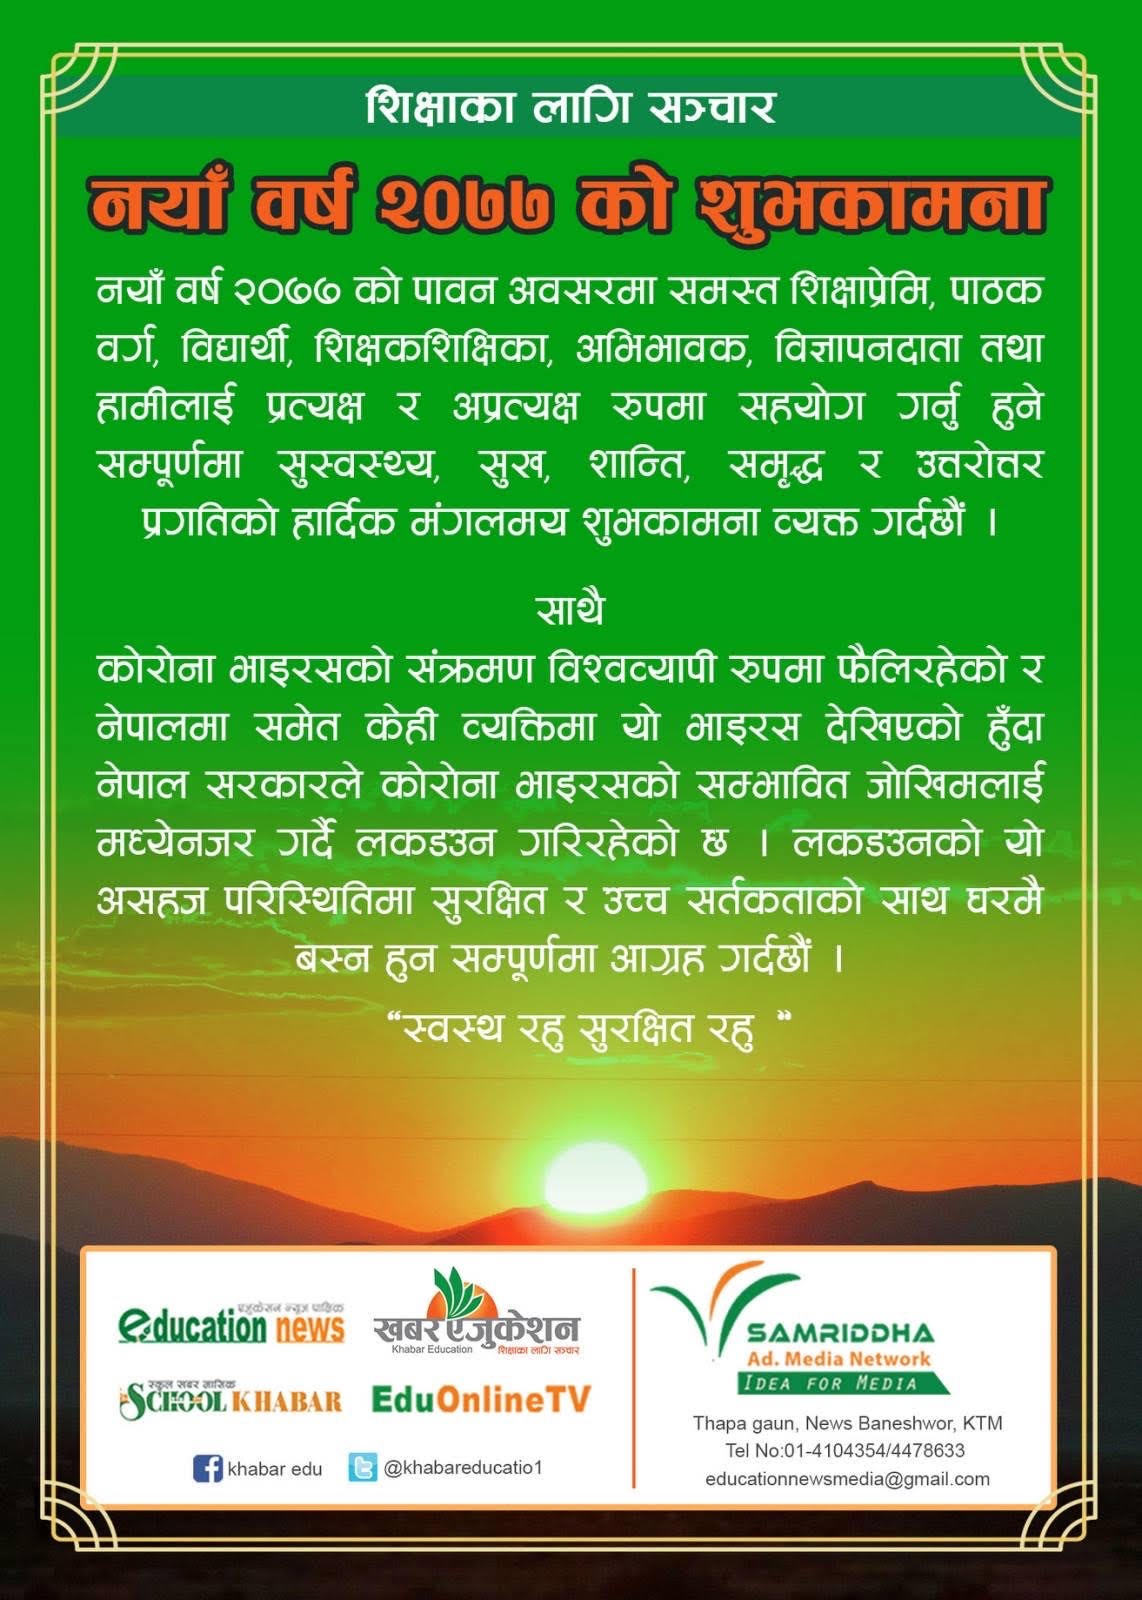 शिक्षाका लागि सञ्चार
नयाँ वर्ष २०७७ को शुभकामना
नयाँ वर्ष २०७७ को पावन अवसरमा समस्त शिक्षाप्रेमि, पाठक
वर्ग, विद्यार्थी, शिक्षकशिक्षिका, अभिभावक, विज्ञापनदाता तथा
हामीलाई प्रत्यक्ष र अप्रत्यक्ष रुपमा सहयोग गर्नु हुने
सम्पूर्णमा सुस्वस्थ्य, सुख, शान्ति, समृद्ध र उत्तरोत्तर
प्रगतिको हार्दिक मंगलमय शुभकामना व्यक्त गर्दछौं ।
साथै
कोरोना भाइरसको संक्रमण विश्वव्यापी रुपमा फैलिरहेको र
नेपालमा समेत केही व्यक्तिमा यो भाइरस देखिएको हुँदा
नेपाल सरकारले कोरोना भाइरसको सम्भावित जोखिमलाई
मध्येनजर गर्दै लकडउन गरिरहेको छ । लकडउनको यो
असहज परिस्थितिमा सुरक्षित र उच्च सर्तकताको साथ घरमै
बस्न हुन सम्पूर्णमा आग्रह गर्दछौं ।
“स्वस्थ रहु सुरक्षित रहु ”
एजुकेसन न्यूज पाक्षिक
education news
खबर एजुकेशन
Khabar Education शिक्षाका लागि सञ्चार
स्कुल खबर मासिक
SCHOOL KHABAR
EduOnlineTV
khabar edu @khabareducatio1
SAMRIDDHA
Ad. Media Network
IDEA FOR MEDIA
Thapa gaun, News Baneshwor, KTM
Tel No:01-4104354/4478633
educationnewsmedia@gmail.com